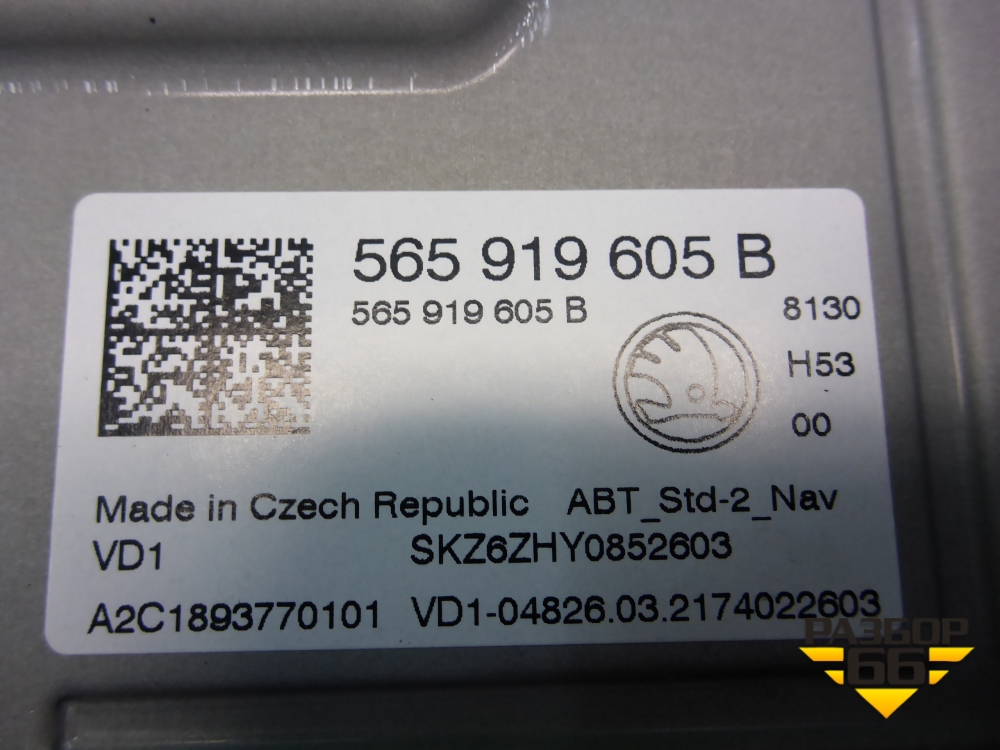 565 919 605 B
565 919 605 B
8130
H53
00
Made in Czech Republic ABT_Std-2_Nav
VD1 SKZ6ZHY0852603
A2C1893770101 VD1-04826.03.2174022603
РАЗБОР
66